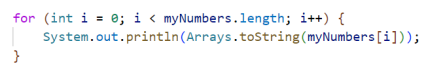 for (int i = 0; i < myNumbers.length; i++) {
    System.out.println(Arrays.toString(myNumbers[i]));
}